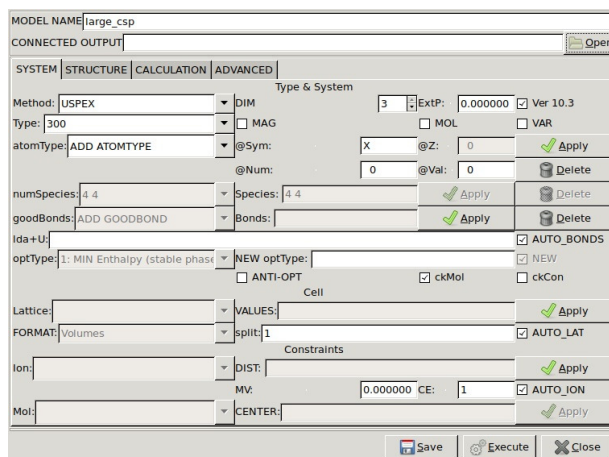 MODEL NAME large_csp
CONNECTED OUTPUT Open
SYSTEM STRUCTURE CALCULATION ADVANCED
Type & System
Method: USPEX DIM 3 ExtP: 0.000000 Ver 10.3
Type: 300 MAG MOL VAR
atomType: ADD ATOMTYPE @Sym: X @Z: 0 Apply
@Num: 0 @Val: 0 Delete
numSpecies: 4 4 Species: 4 4 Apply Delete
goodBonds: ADD GOODBOND Bonds: Apply Delete
lda+U: AUTO_BONDS
optType: 1: MIN Enthalpy (stable phase NEW optType: NEW
ANTI-OPT ckMol ckCon
Cell
Lattice: VALUES: Apply
FORMAT: Volumes split: 1 AUTO_LAT
Constraints
Ion: DIST: Apply
MV: 0.000000 CE: 1 AUTO_ION
Mol: CENTER: Apply
Save Execute Close